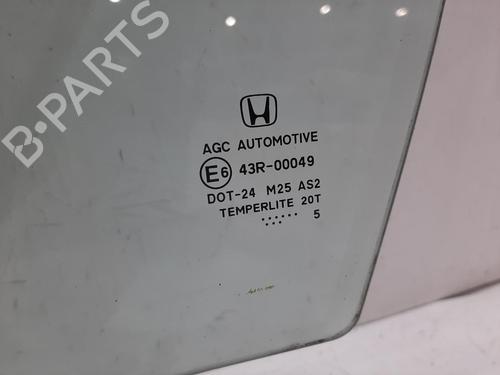 B-PARTS
AGC AUTOMOTIVE
E6 43R-00049
DOT-24 M25 AS2
TEMPERLITE 20T
5